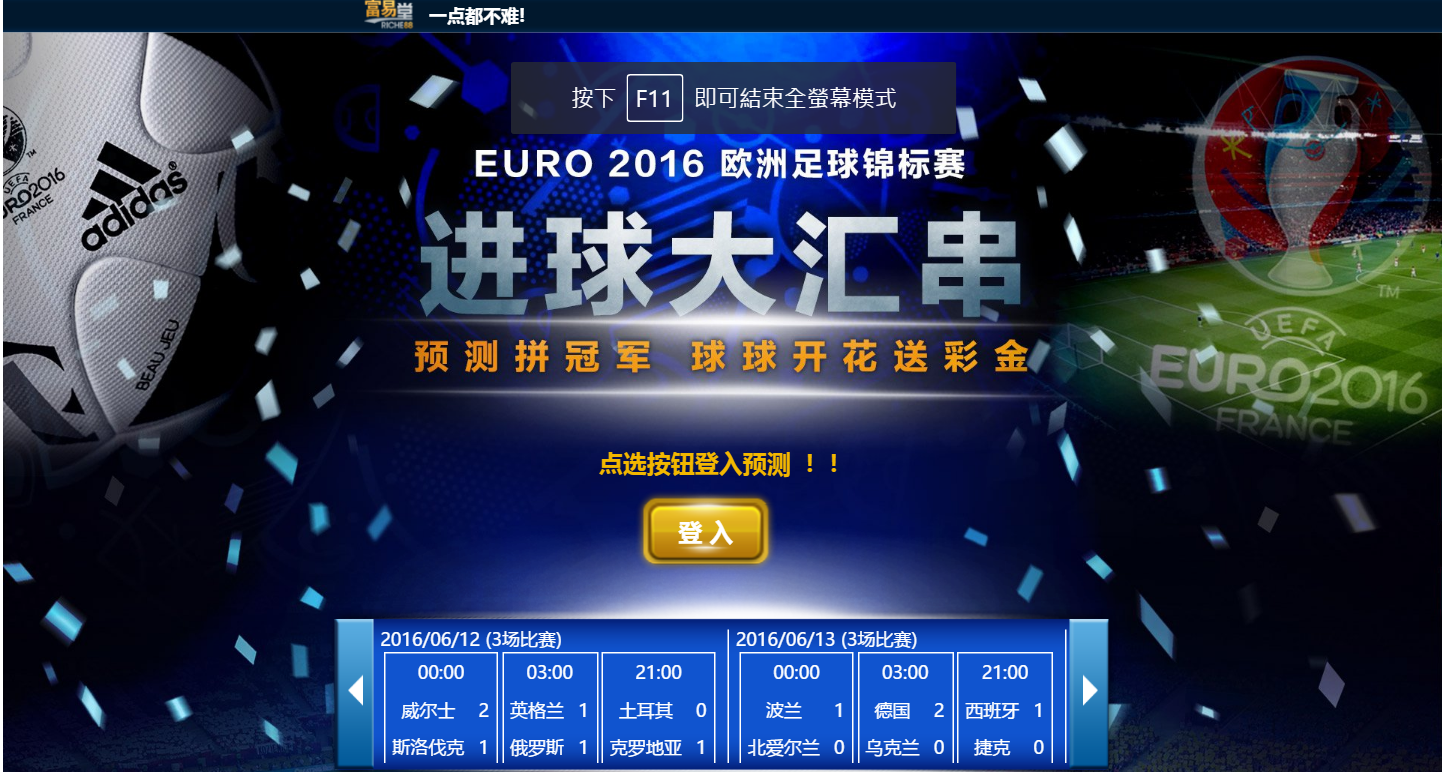 富易堂
RICHE88
一点都不难!
按下 F11 即可結束全螢幕模式
EURO 2016 欧洲足球锦标赛
进球大汇串
预测拼冠军 球球开花送彩金
点选按钮登入预测 ！！
登入
adidas
BEAU JEU
UEFA
EURO2016
FRANCE
TM
UEFA
EURO2016
FRANCE
TM
2016/06/12 (3场比赛)
00:00 03:00 21:00
威尔士 2 英格兰 1 土耳其 0
斯洛伐克 1 俄罗斯 1 克罗地亚 1
2016/06/13 (3场比赛)
00:00 03:00 21:00
波兰 1 德国 2 西班牙 1
北爱尔兰 0 乌克兰 0 捷克 0